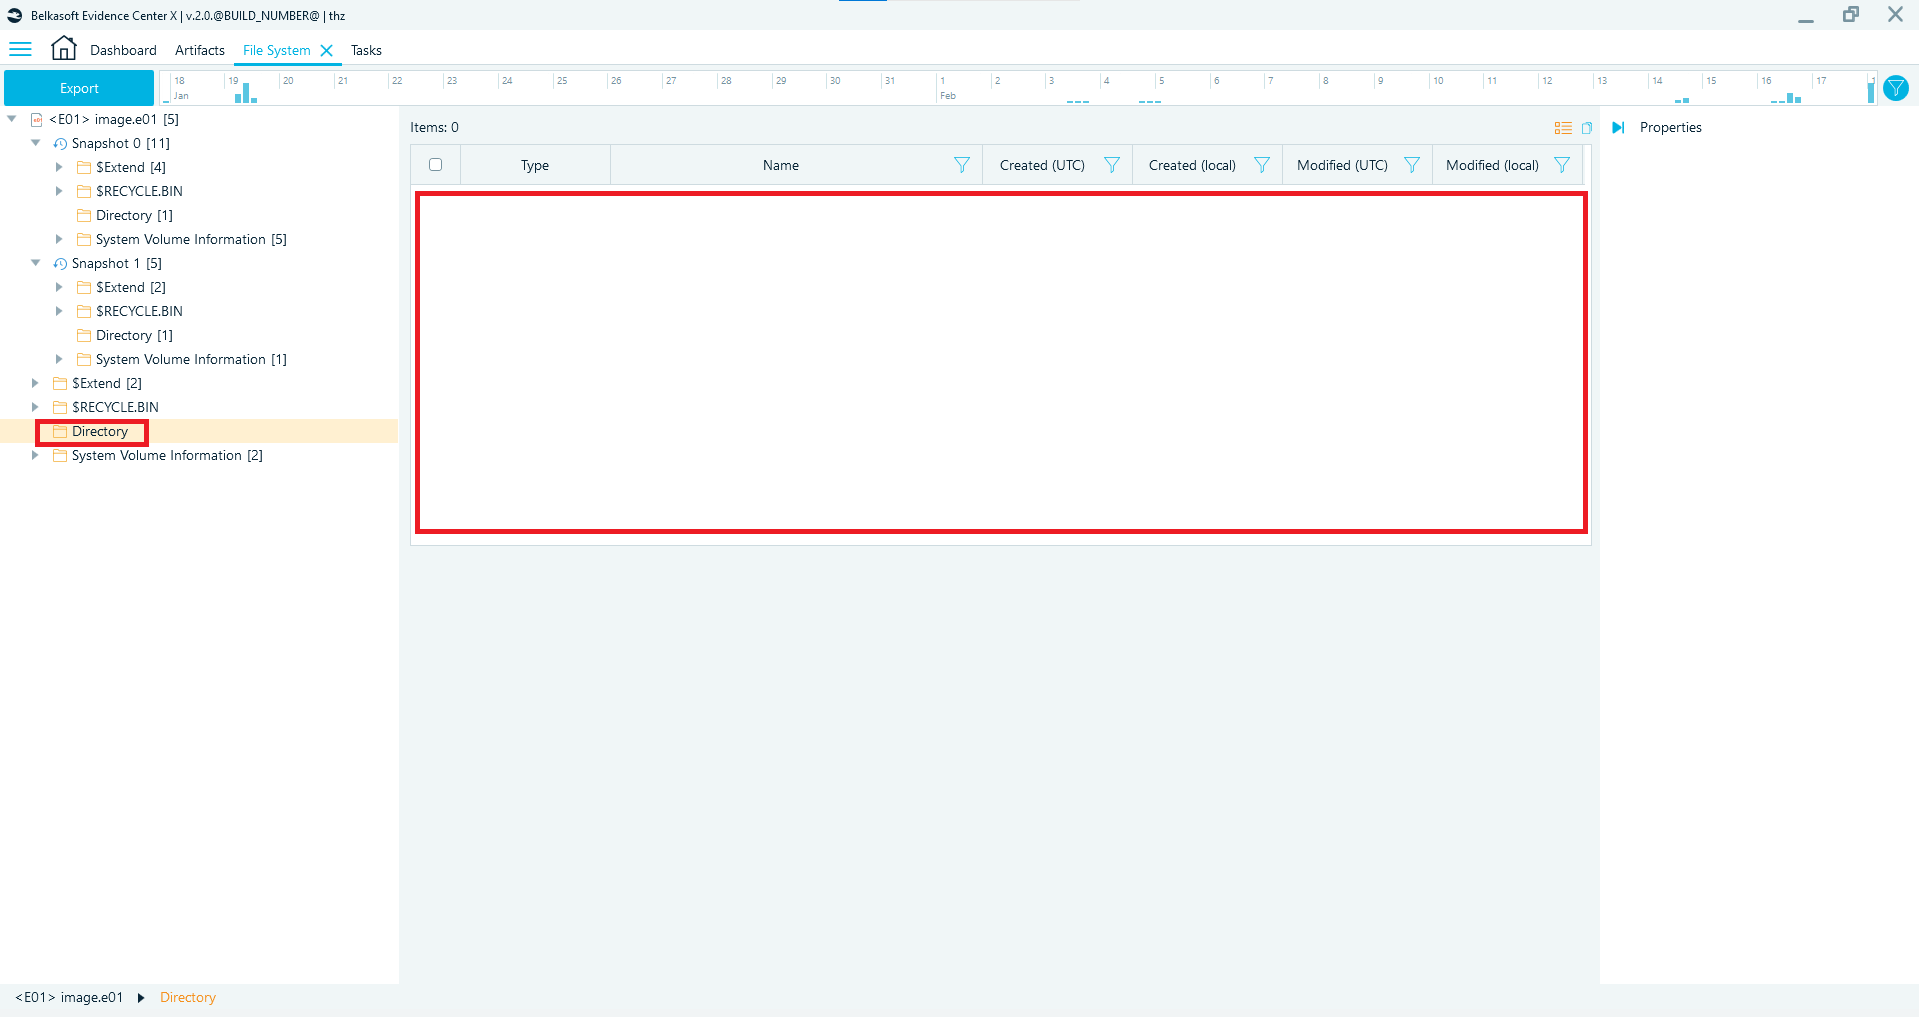 Belkasoft Evidence Center X | v.2.0.@BUILD_NUMBER@ | thz
Dashboard Artifacts File System Tasks
Export
18 19 20 21 22 23 24 25 26 27 28 29 30 31 1 2 3 4 5 6 7 8 9 10 11 12 13 14 15 16 17 1
Jan Feb
<E01> image.e01 [5]
Snapshot 0 [11]
$Extend [4]
$RECYCLE.BIN
Directory [1]
System Volume Information [5]
Snapshot 1 [5]
$Extend [2]
$RECYCLE.BIN
Directory [1]
System Volume Information [1]
$Extend [2]
$RECYCLE.BIN
Directory
System Volume Information [2]
Items: 0
Type Name Created (UTC) Created (local) Modified (UTC) Modified (local)
Properties
<E01> image.e01 Directory